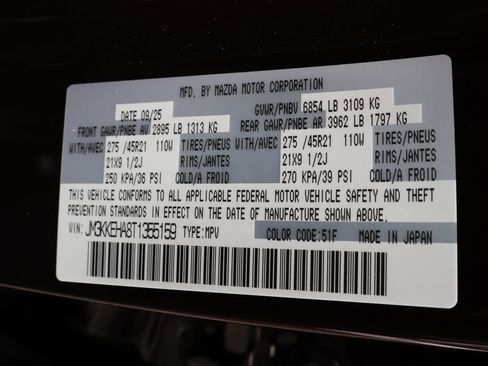 MFD. BY MAZDA MOTOR CORPORATION
DATE 09/25 GVWR/PNBV 6854 LB 3109 KG
FRONT GAWR/PNBE AV 2895 LB 1313 KG REAR GAWR/PNBE AR 3962 LB 1797 KG
WITH/AVEC 275 /45R21 110W TIRES/PNEUS WITH/AVEC 275 /45R21 110W TIRES/PNEUS
21X9 1/2J RIMS/JANTES 21X9 1/2J RIMS/JANTES
250 KPA/36 PSI COLD/A FROID 270 KPA/39 PSI COLD/A FROID
THIS VEHICLE CONFORMS TO ALL APPLICABLE FEDERAL MOTOR VEHICLE SAFETY AND THEFT
PREVENTION STANDARDS IN EFFECT ON THE DATE OF MANUFACTURE SHOWN ABOVE.
VIN: JM3KKEHA8T1355159 TYPE: MPV COLOR CODE: 51F MADE IN JAPAN